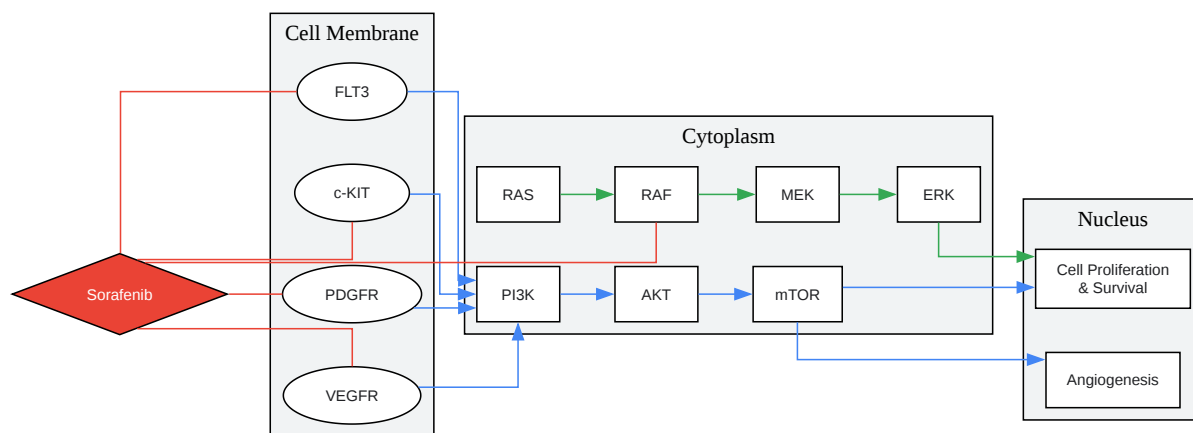 Cell Membrane
FLT3
c-KIT
PDGFR
VEGFR
Sorafenib
Cytoplasm
RAS
RAF
MEK
ERK
PI3K
AKT
mTOR
Nucleus
Cell Proliferation
& Survival
Angiogenesis